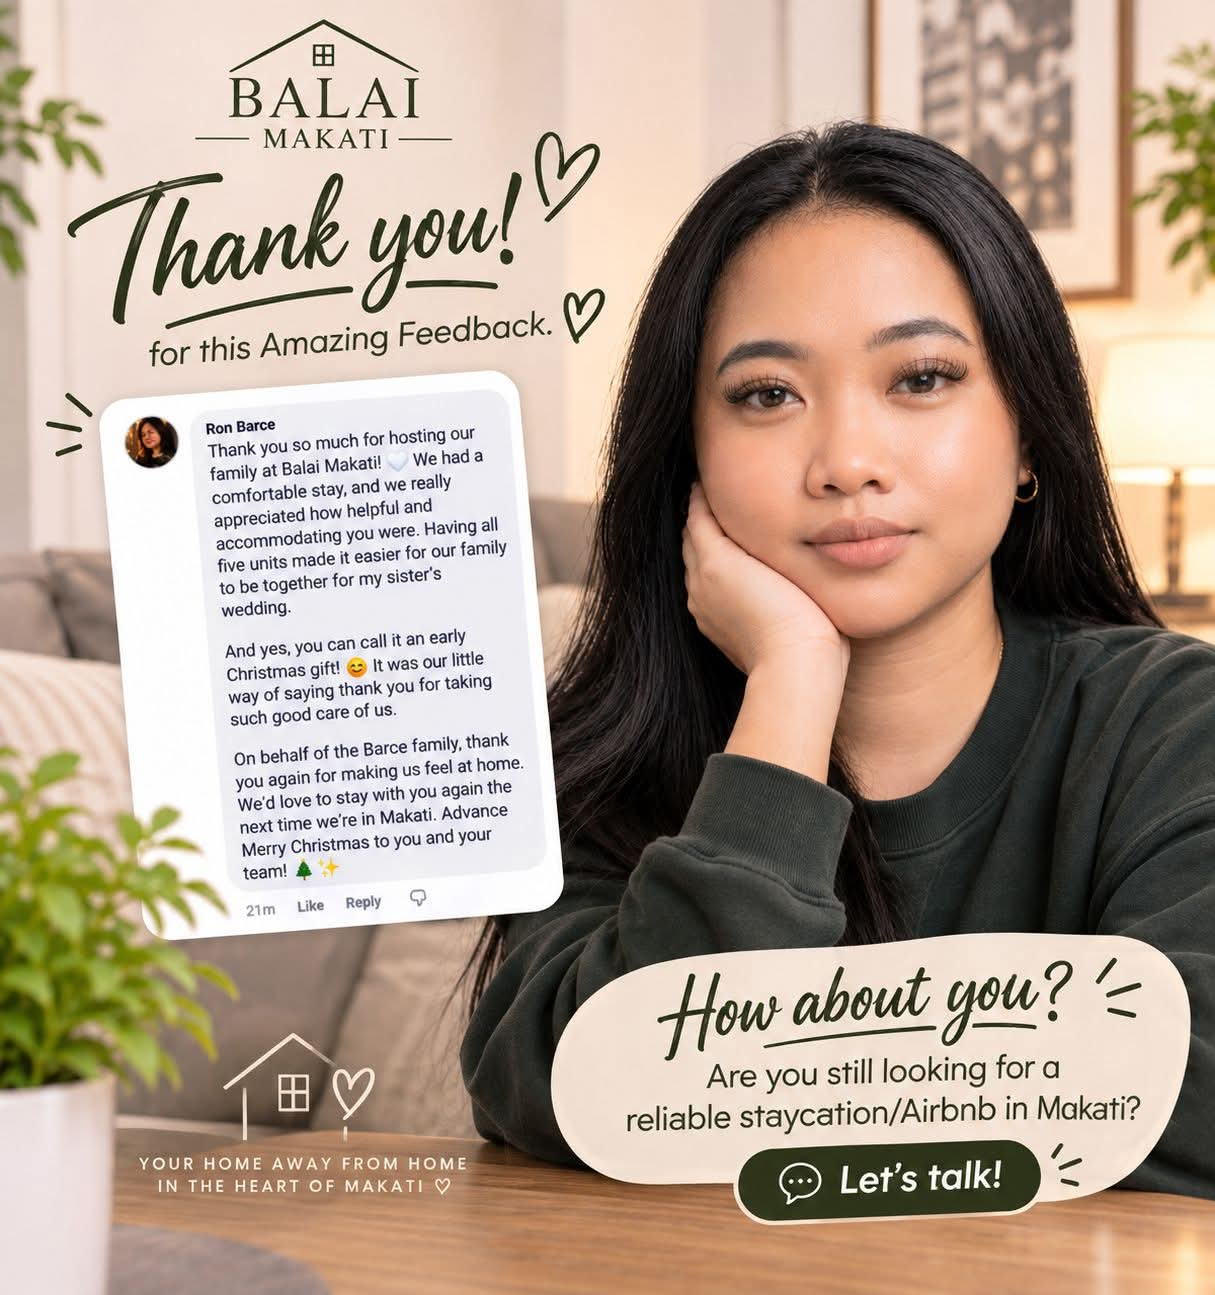 BALAI
MAKATI
Thank you!
for this Amazing Feedback.
Ron Barce
Thank you so much for hosting our
family at Balai Makati! 🤍 We had a
comfortable stay, and we really
appreciated how helpful and
accommodating you were. Having all
five units made it easier for our family
to be together for my sister's
wedding.
And yes, you can call it an early
Christmas gift! 😊 It was our little
way of saying thank you for taking
such good care of us.
On behalf of the Barce family, thank
you again for making us feel at home.
We'd love to stay with you again the
next time we're in Makati. Advance
Merry Christmas to you and your
team! 🎄✨
21m Like Reply
How about you?
Are you still looking for a
reliable staycation/Airbnb in Makati?
Let's talk!
YOUR HOME AWAY FROM HOME
IN THE HEART OF MAKATI ♡